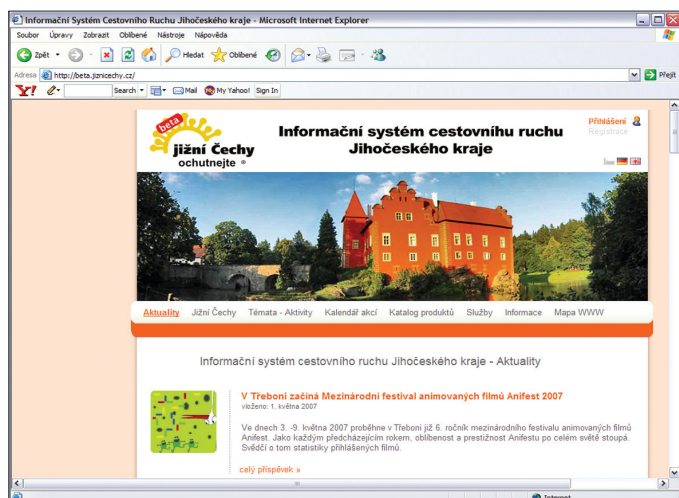 Informační Systém Cestovního Ruchu Jihočeského kraje - Microsoft Internet Explorer
Soubor Úpravy Zobrazit Oblíbené Nástroje Nápověda
Zpět Hledat Oblíbené
Adresa http://beta.jiznicechy.cz/ Přejít
Y! Search Mail My Yahoo! Sign In
beta
jižní Čechy
ochutnejte ®
Informační systém cestovníhu ruchu
Jihočeského kraje
Přihlášení
Registrace
Aktuality Jižní Čechy Témata - Aktivity Kalendář akcí Katalog produktů Služby Informace Mapa WWW
Informační systém cestovního ruchu Jihočeského kraje - Aktuality
V Třeboni začíná Mezinárodní festival animovaných filmů Anifest 2007
vloženo: 1. května 2007
Ve dnech 3. -9. května 2007 proběhne v Třeboni již 6. ročník mezinárodního festivalu animovaných filmů
Anifest. Jako každým předcházejícím rokem, oblíbenost a prestižnost Anifestu po celém světě stoupá.
Svědčí o tom statistiky přihlášených filmů.
celý příspěvek »
Internet